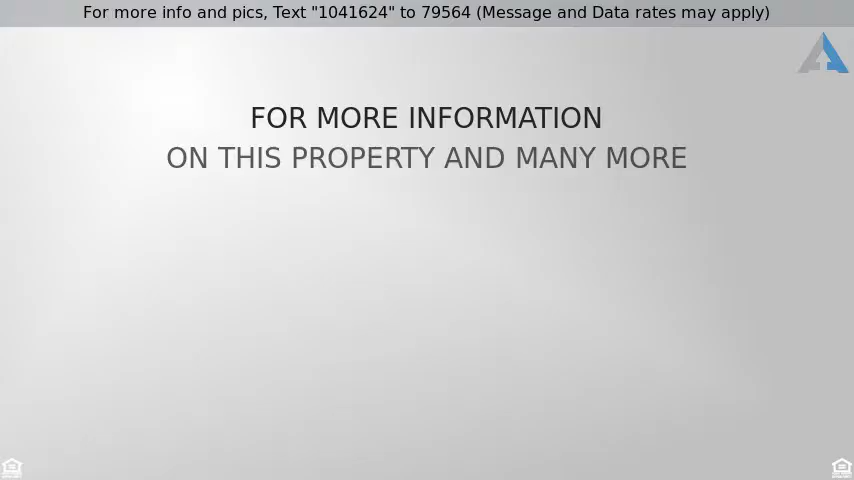 For more info and pics, Text "1041624" to 79564 (Message and Data rates may apply)
FOR MORE INFORMATION
ON THIS PROPERTY AND MANY MORE